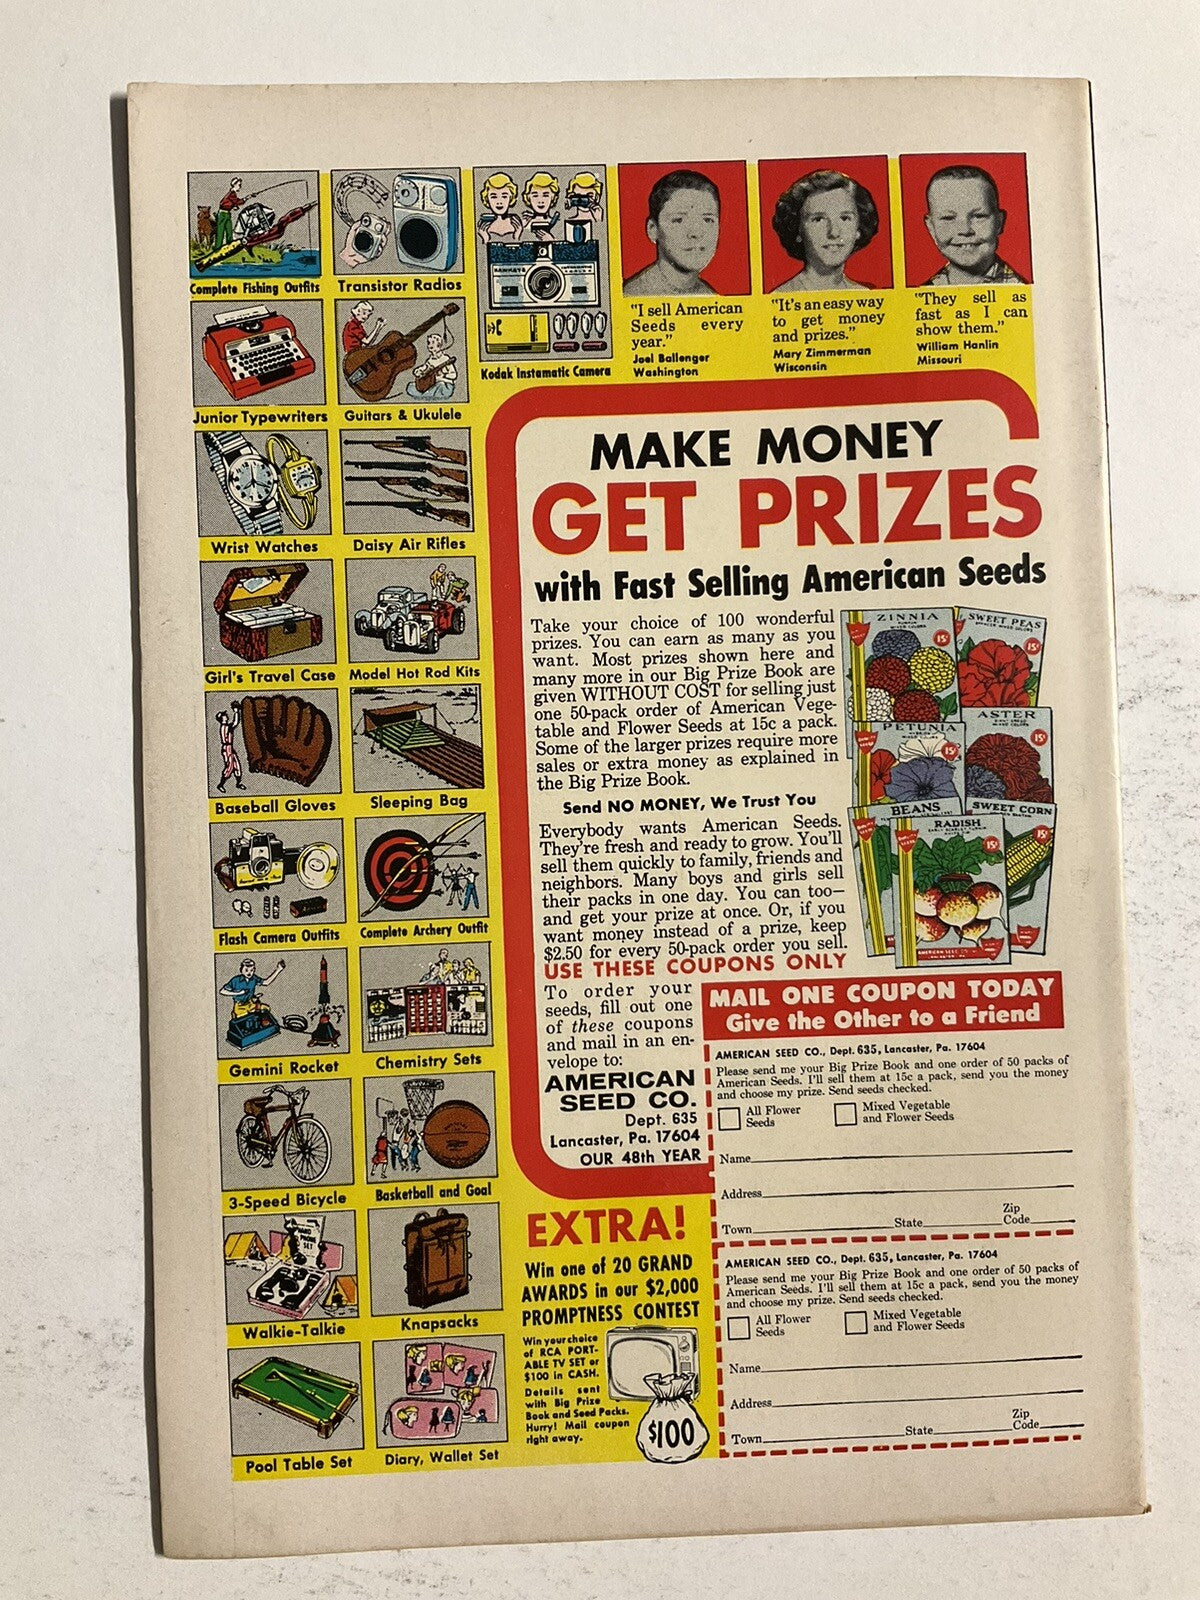 Complete Fishing Outfits
Transistor Radios
Kodak Instamatic Camera
Junior Typewriters
Guitars & Ukulele
Wrist Watches
Daisy Air Rifles
Girl's Travel Case
Model Hot Rod Kits
Baseball Gloves
Sleeping Bag
Flash Camera Outfits
Complete Archery Outfit
Gemini Rocket
Chemistry Sets
3-Speed Bicycle
Basketball and Goal
Walkie-Talkie
Knapsacks
Pool Table Set
Diary, Wallet Set
"I sell American
Seeds every
year."
Joel Ballenger
Washington
"It's an easy way
to get money
and prizes."
Mary Zimmerman
Wisconsin
"They sell as
fast as I can
show them."
William Hanlin
Missouri
MAKE MONEY
GET PRIZES
with Fast Selling American Seeds
Take your choice of 100 wonderful
prizes. You can earn as many as you
want. Most prizes shown here and
many more in our Big Prize Book are
given WITHOUT COST for selling just
one 50-pack order of American Vege-
table and Flower Seeds at 15c a pack.
Some of the larger prizes require more
sales or extra money as explained in
the Big Prize Book.
Send NO MONEY, We Trust You
Everybody wants American Seeds.
They're fresh and ready to grow. You'll
sell them quickly to family, friends and
neighbors. Many boys and girls sell
their packs in one day. You can too—
and get your prize at once. Or, if you
want money instead of a prize, keep
$2.50 for every 50-pack order you sell.
USE THESE COUPONS ONLY
To order your
seeds, fill out one
of these coupons
and mail in an en-
velope to:
AMERICAN
SEED CO.
Dept. 635
Lancaster, Pa. 17604
OUR 48th YEAR
ZINNIA
15¢
SWEET PEAS
15¢
PETUNIA
15¢
ASTER
15¢
BEANS
SWEET CORN
15¢
RADISH
15¢
MAIL ONE COUPON TODAY
Give the Other to a Friend
AMERICAN SEED CO., Dept. 635, Lancaster, Pa. 17604
Please send me your Big Prize Book and one order of 50 packs of
American Seeds. I'll sell them at 15c a pack, send you the money
and choose my prize. Send seeds checked.
All Flower
Seeds
Mixed Vegetable
and Flower Seeds
Name
Address
Town State Zip
Code
AMERICAN SEED CO., Dept. 635, Lancaster, Pa. 17604
Please send me your Big Prize Book and one order of 50 packs of
American Seeds. I'll sell them at 15c a pack, send you the money
and choose my prize. Send seeds checked.
All Flower
Seeds
Mixed Vegetable
and Flower Seeds
Name
Address
Town State Zip
Code
EXTRA!
Win one of 20 GRAND
AWARDS in our $2,000
PROMPTNESS CONTEST
Win your choice
of RCA PORT-
ABLE TV SET or
$100 in CASH.
Details sent
with Big Prize
Book and Seed Packs.
Hurry! Mail coupon
right away.
$100